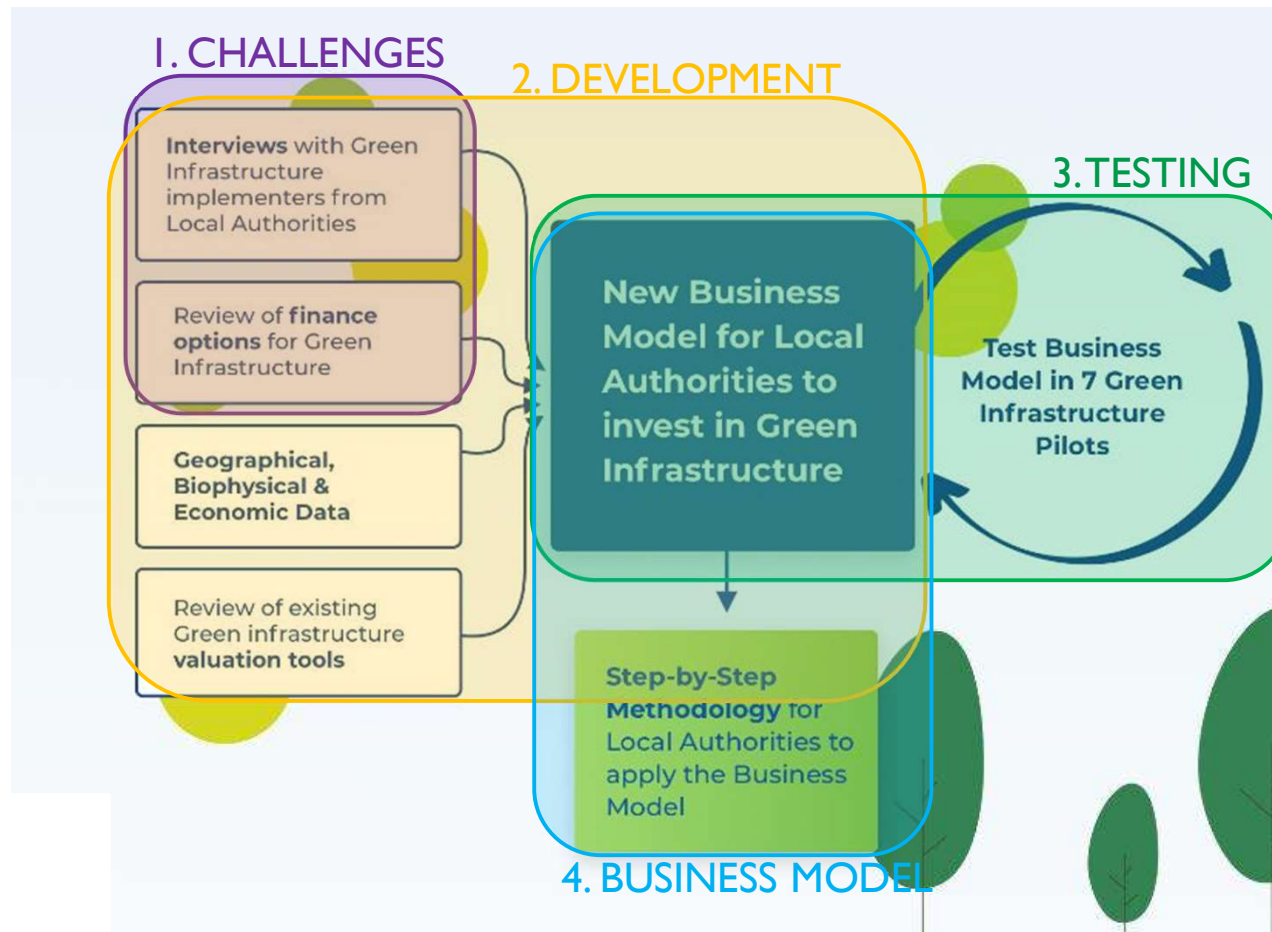 1. CHALLENGES
2. DEVELOPMENT
3. TESTING
Interviews with Green
Infrastructure
implementers from
Local Authorities
Review of finance
options for Green
Infrastructure
Geographical,
Biophysical &
Economic Data
Review of existing
Green infrastructure
valuation tools
New Business
Model for Local
Authorities to
invest in Green
Infrastructure
Test Business
Model in 7 Green
Infrastructure
Pilots
Step-by-Step
Methodology for
Local Authorities to
apply the Business
Model
4. BUSINESS MODEL